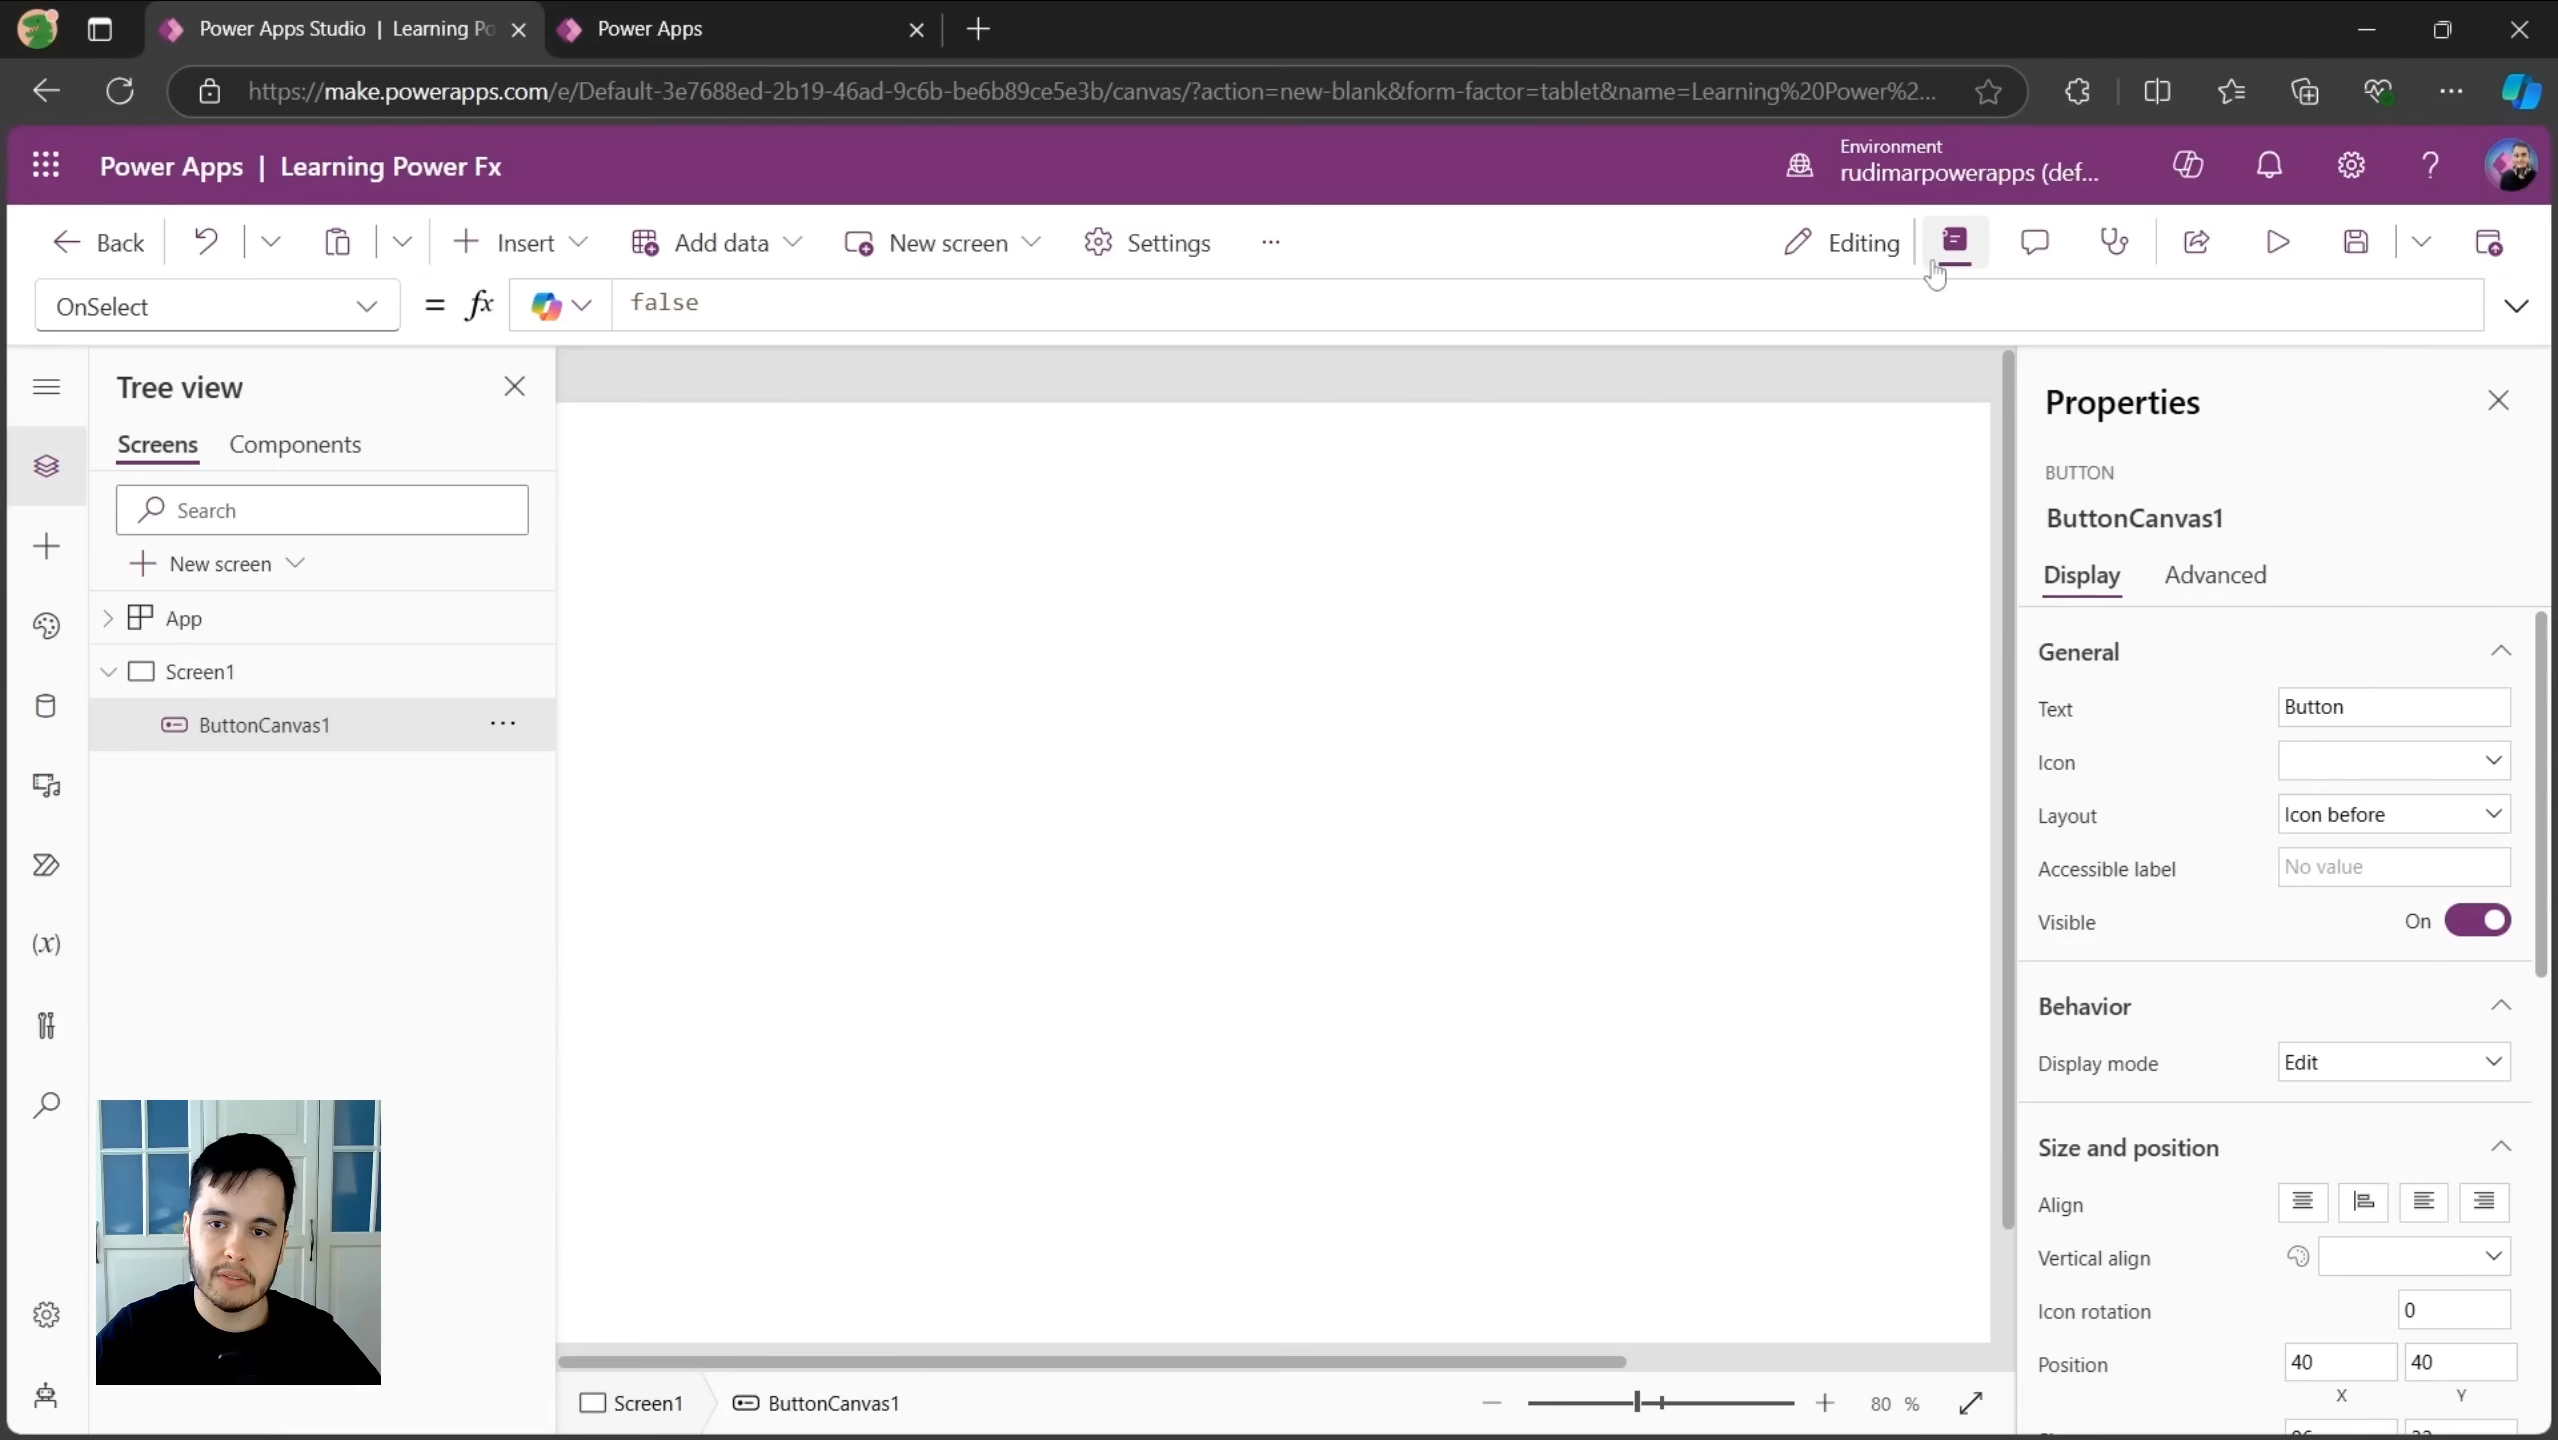 Power Apps Studio | Learning Po
Power Apps
https://make.powerapps.com/e/Default-3e7688ed-2b19-46ad-9c6b-be6b89ce5e3b/canvas/?action=new-blank&form-factor=tablet&name=Learning%20Power%2...
Power Apps | Learning Power Fx
Environment
rudimarpowerapps (def...
Back
Insert
Add data
New screen
Settings
Editing
OnSelect
= fx
false
Tree view
Screens
Components
Search
New screen
App
Screen1
ButtonCanvas1
(x)
Properties
BUTTON
ButtonCanvas1
Display
Advanced
General
Text
Button
Icon
Layout
Icon before
Accessible label
No value
Visible
On
Behavior
Display mode
Edit
Size and position
Align
Vertical align
Icon rotation
0
Position
40
40
X
Y
Screen1
ButtonCanvas1
80 %